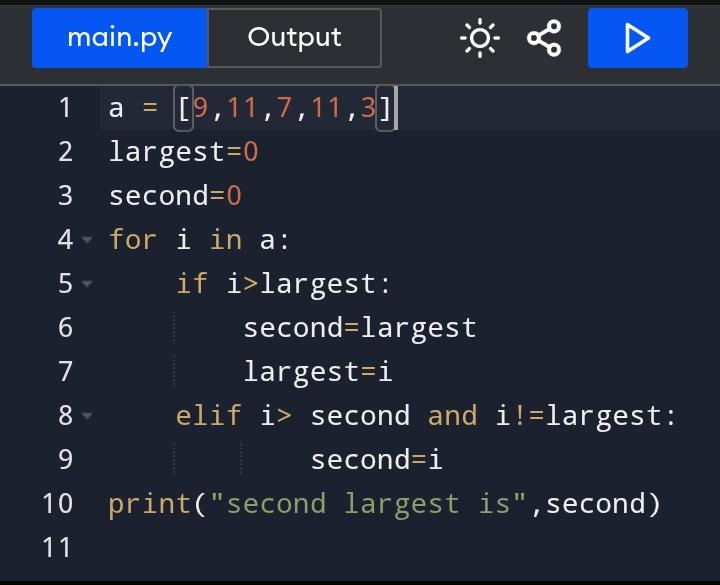 main.py Output
1 a = [9,11,7,11,3]
2 largest=0
3 second=0
4 for i in a:
5     if i>largest:
6         second=largest
7         largest=i
8     elif i> second and i!=largest:
9             second=i
10 print("second largest is",second)
11